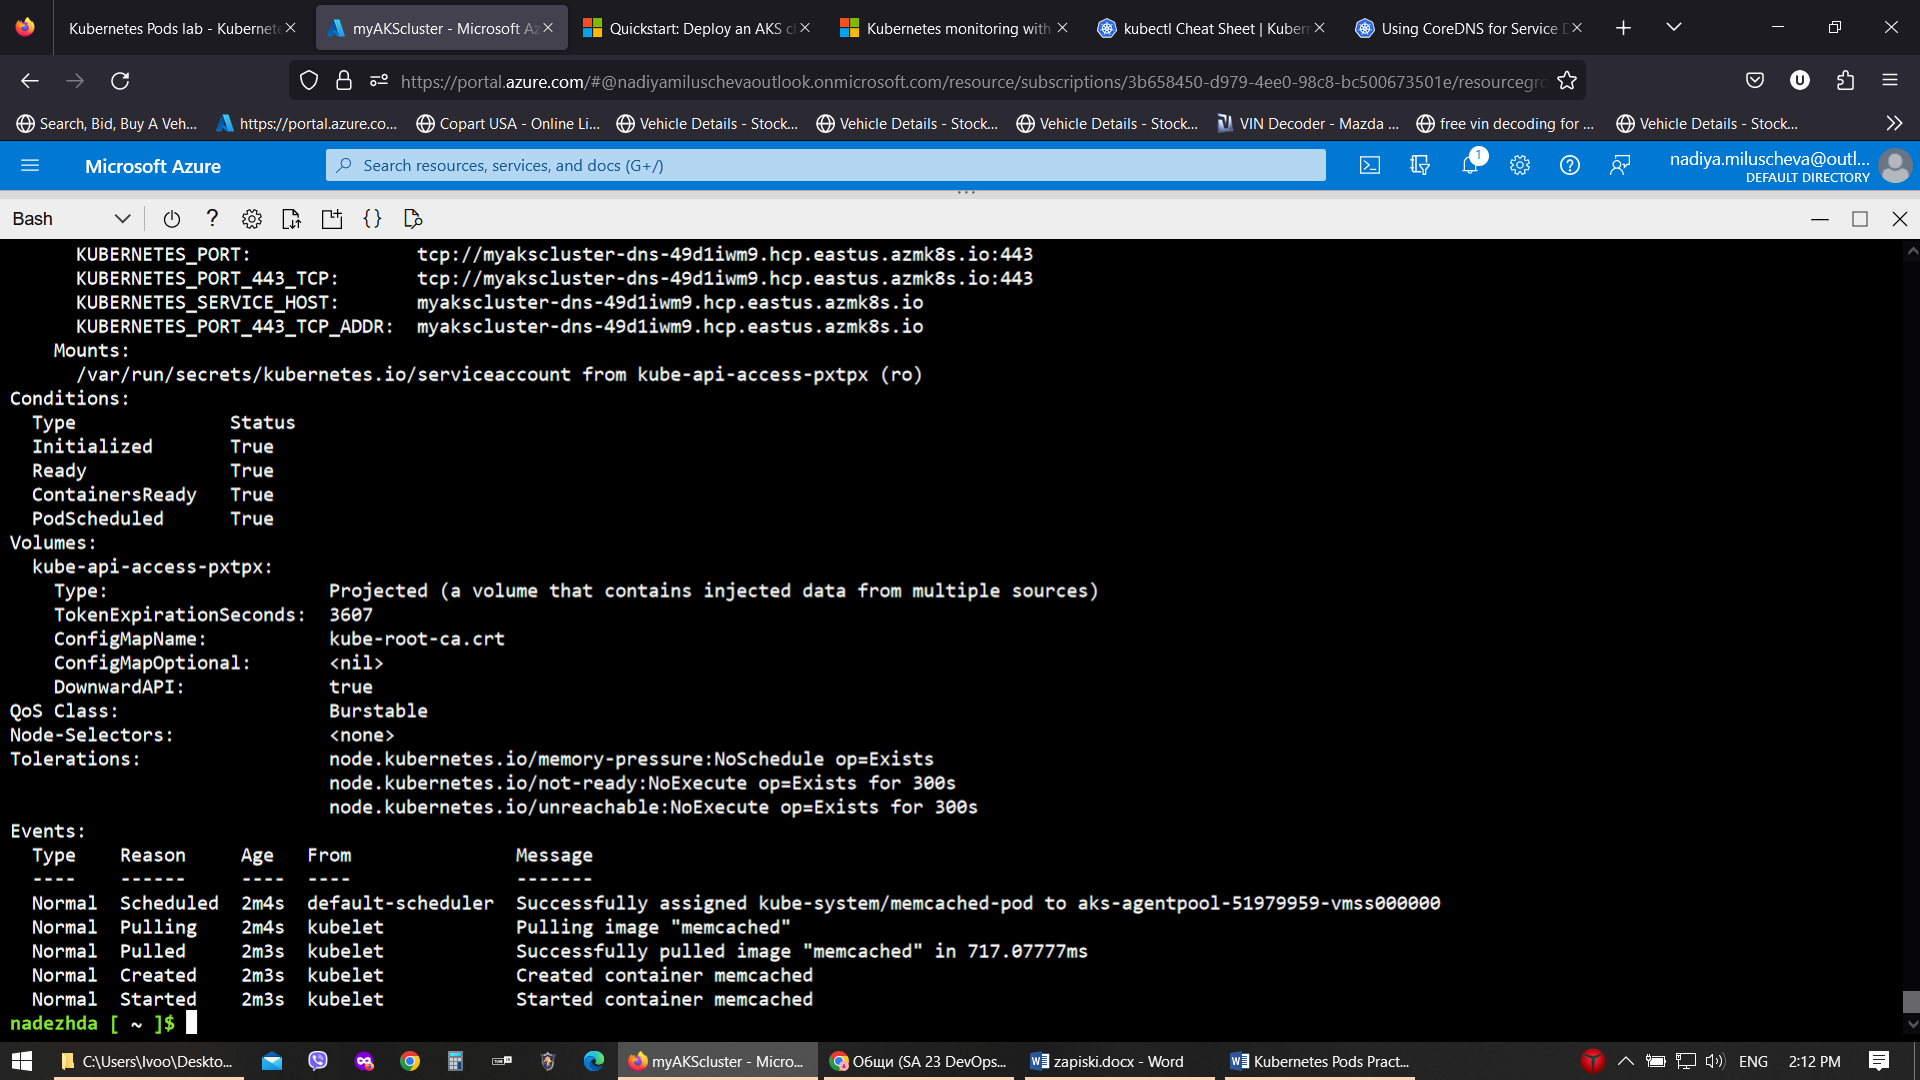 Kubernetes Pods lab - Kubernete
myAKScluster - Microsoft Az
Quickstart: Deploy an AKS cl
Kubernetes monitoring with
kubectl Cheat Sheet | Kubern
Using CoreDNS for Service D
https://portal.azure.com/#@nadiyamiluschevaoutlook.onmicrosoft.com/resource/subscriptions/3b658450-d979-4ee0-98c8-bc500673501e/resourcegro
Search, Bid, Buy A Veh...
https://portal.azure.co...
Copart USA - Online Li...
Vehicle Details - Stock...
Vehicle Details - Stock...
Vehicle Details - Stock...
VIN Decoder - Mazda ...
free vin decoding for ...
Vehicle Details - Stock...
Microsoft Azure
Search resources, services, and docs (G+/)
1
nadiya.miluscheva@outl...
DEFAULT DIRECTORY
Bash
KUBERNETES_PORT: tcp://myakscluster-dns-49d1iwm9.hcp.eastus.azmk8s.io:443
KUBERNETES_PORT_443_TCP: tcp://myakscluster-dns-49d1iwm9.hcp.eastus.azmk8s.io:443
KUBERNETES_SERVICE_HOST: myakscluster-dns-49d1iwm9.hcp.eastus.azmk8s.io
KUBERNETES_PORT_443_TCP_ADDR: myakscluster-dns-49d1iwm9.hcp.eastus.azmk8s.io
Mounts:
/var/run/secrets/kubernetes.io/serviceaccount from kube-api-access-pxtpx (ro)
Conditions:
Type Status
Initialized True
Ready True
ContainersReady True
PodScheduled True
Volumes:
kube-api-access-pxtpx:
Type: Projected (a volume that contains injected data from multiple sources)
TokenExpirationSeconds: 3607
ConfigMapName: kube-root-ca.crt
ConfigMapOptional: <nil>
DownwardAPI: true
QoS Class: Burstable
Node-Selectors: <none>
Tolerations: node.kubernetes.io/memory-pressure:NoSchedule op=Exists
node.kubernetes.io/not-ready:NoExecute op=Exists for 300s
node.kubernetes.io/unreachable:NoExecute op=Exists for 300s
Events:
Type Reason Age From Message
---- ------ ---- ---- -------
Normal Scheduled 2m4s default-scheduler Successfully assigned kube-system/memcached-pod to aks-agentpool-51979959-vmss000000
Normal Pulling 2m4s kubelet Pulling image "memcached"
Normal Pulled 2m3s kubelet Successfully pulled image "memcached" in 717.07777ms
Normal Created 2m3s kubelet Created container memcached
Normal Started 2m3s kubelet Started container memcached
nadezhda [ ~ ]$
C:\Users\Ivoo\Deskto...
myAKScluster - Micro...
Общи (SA 23 DevOps...
zapiski.docx - Word
Kubernetes Pods Pract...
ENG
2:12 PM